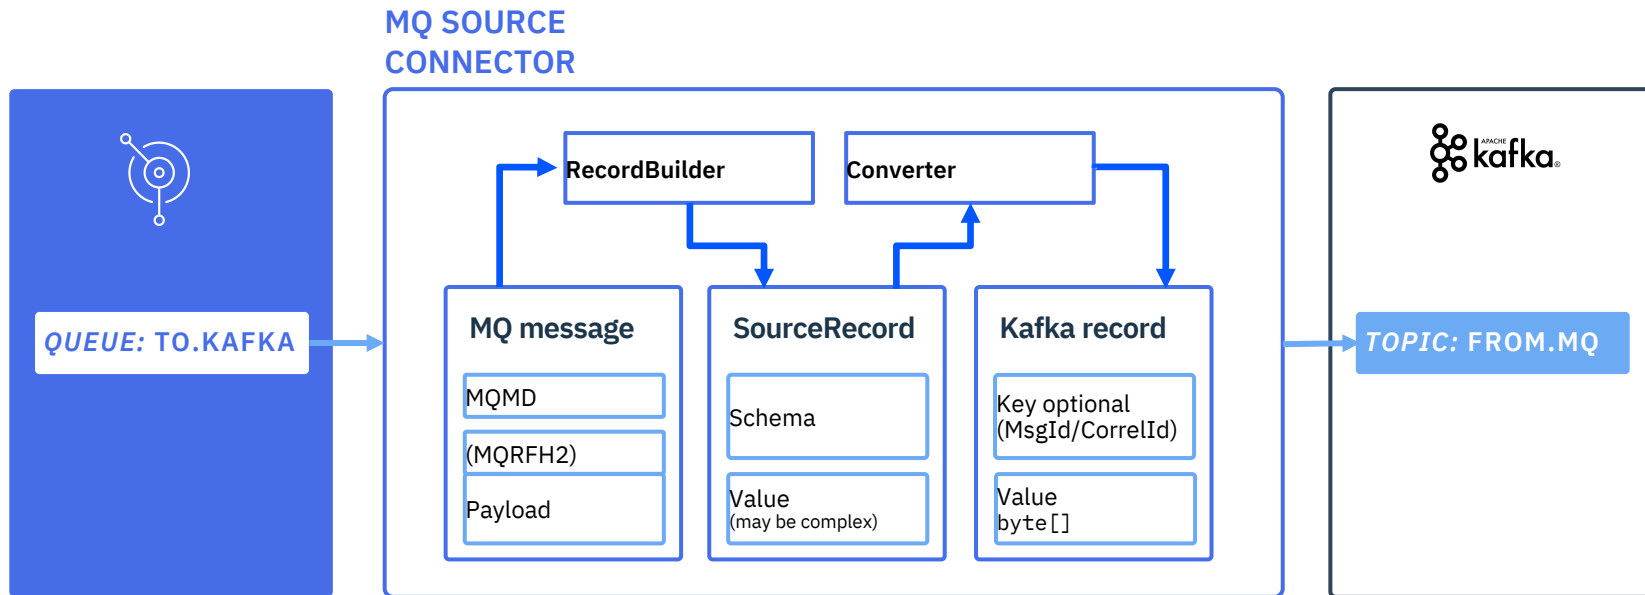 MQ SOURCE
CONNECTOR
APACHE
kafka®
RecordBuilder
Converter
QUEUE: TO.KAFKA
MQ message
SourceRecord
Kafka record
TOPIC: FROM.MQ
MQMD
(MQRFH2)
Payload
Schema
Value
(may be complex)
Key optional
(MsgId/CorrelId)
Value
byte[]